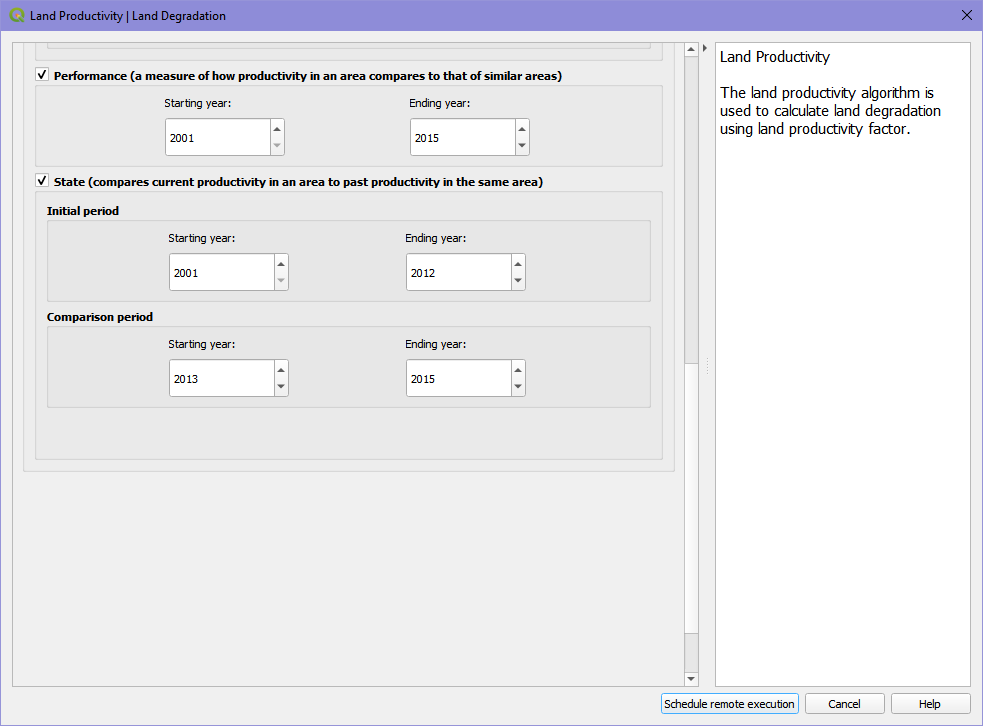 Land Productivity | Land Degradation
Performance (a measure of how productivity in an area compares to that of similar areas)
Starting year: Ending year:
2001 2015
State (compares current productivity in an area to past productivity in the same area)
Initial period
Starting year: Ending year:
2001 2012
Comparison period
Starting year: Ending year:
2013 2015
Land Productivity
The land productivity algorithm is
used to calculate land degradation
using land productivity factor.
Schedule remote execution Cancel Help